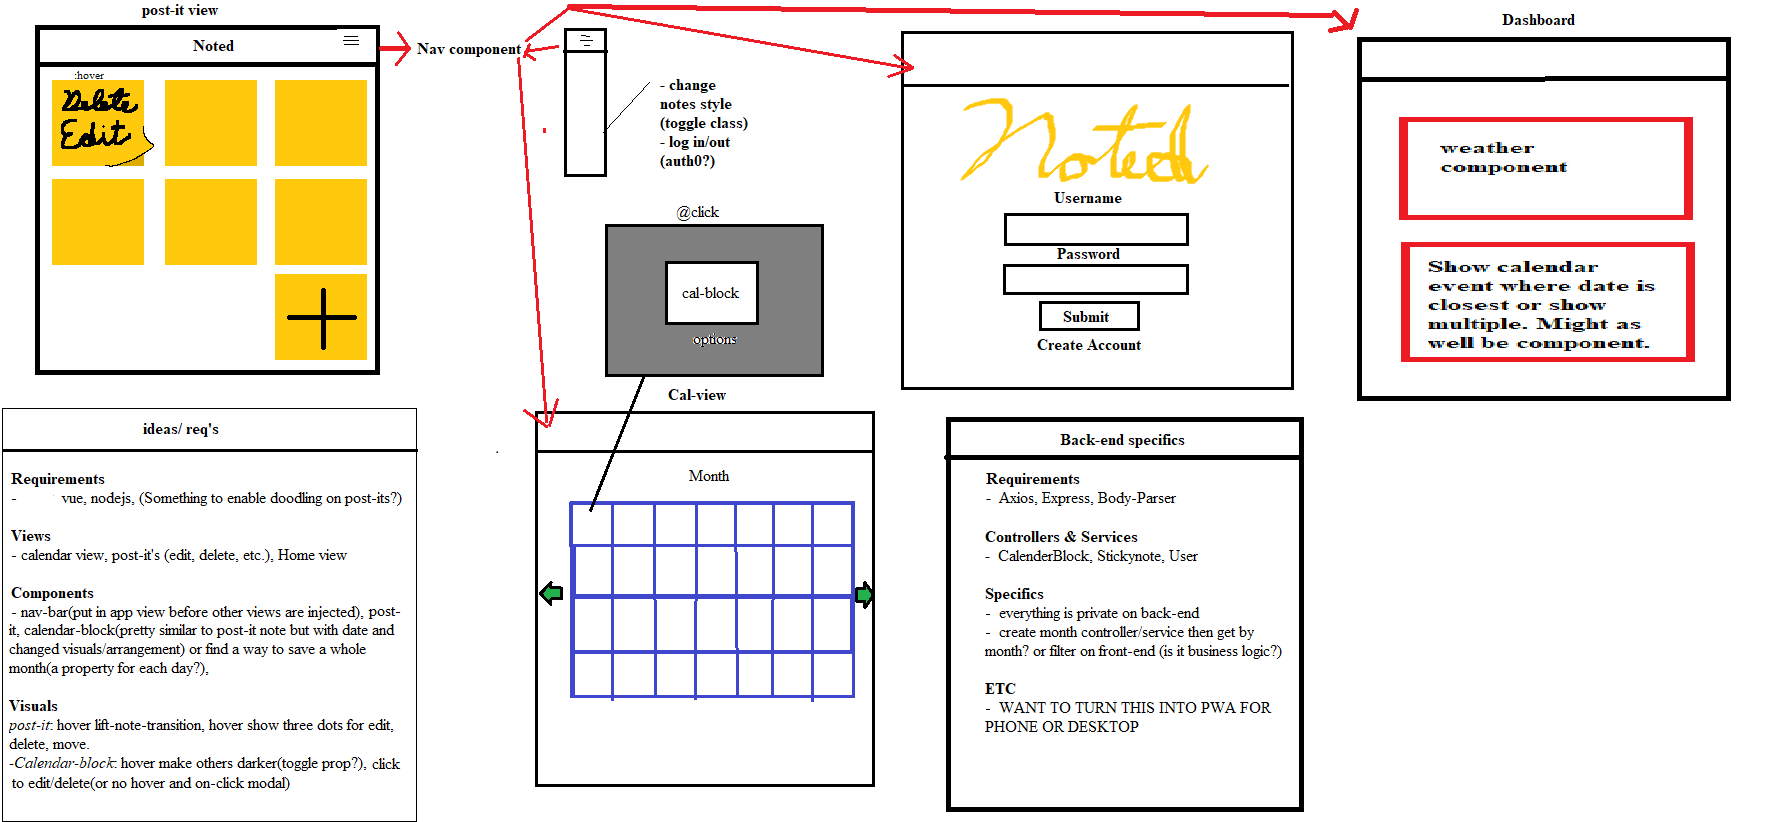 post-it view
Noted
:hover
Delete
Edit
Nav component
- change
notes style
(toggle class)
- log in/out
(auth0?)
@click
cal-block
options
Cal-view
Month
Noted
Username
Password
Submit
Create Account
Dashboard
weather
component
Show calendar
event where date is
closest or show
multiple. Might as
well be component.
ideas/ req's
Requirements
- vue, nodejs, (Something to enable doodling on post-its?)
Views
- calendar view, post-it's (edit, delete, etc.), Home view
Components
- nav-bar(put in app view before other views are injected), post-
it, calendar-block(pretty similar to post-it note but with date and
changed visuals/arrangement) or find a way to save a whole
month(a property for each day?),
Visuals
post-it: hover lift-note-transition, hover show three dots for edit,
delete, move.
-Calendar-block: hover make others darker(toggle prop?), click
to edit/delete(or no hover and on-click modal)
Back-end specifics
Requirements
- Axios, Express, Body-Parser
Controllers & Services
- CalenderBlock, Stickynote, User
Specifics
- everything is private on back-end
- create month controller/service then get by
month? or filter on front-end (is it business logic?)
ETC
- WANT TO TURN THIS INTO PWA FOR
PHONE OR DESKTOP